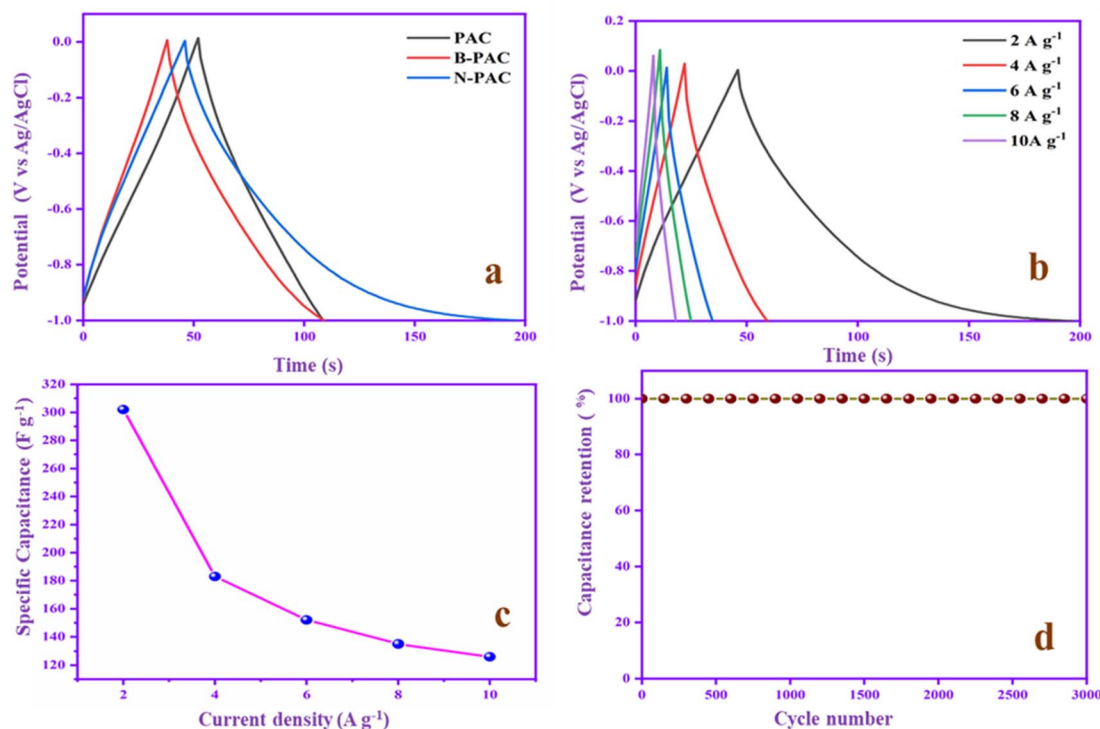 PAC
B-PAC
N-PAC
0.0
-0.2
-0.4
-0.6
-0.8
-1.0
Potential (V vs Ag/AgCl)
a
0
50
100
150
200
Time (s)
2 A g⁻¹
4 A g⁻¹
6 A g⁻¹
8 A g⁻¹
10A g⁻¹
0.2
0.0
-0.2
-0.4
-0.6
-0.8
-1.0
Potential (V vs Ag/AgCl)
b
0
50
100
150
200
Time (s)
320
300
280
260
240
220
200
180
160
140
120
Specific Capacitance (F g⁻¹)
c
2
4
6
8
10
Current density (A g⁻¹)
100
80
60
40
20
0
Capacitance retention ( %)
d
0
500
1000
1500
2000
2500
3000
Cycle number